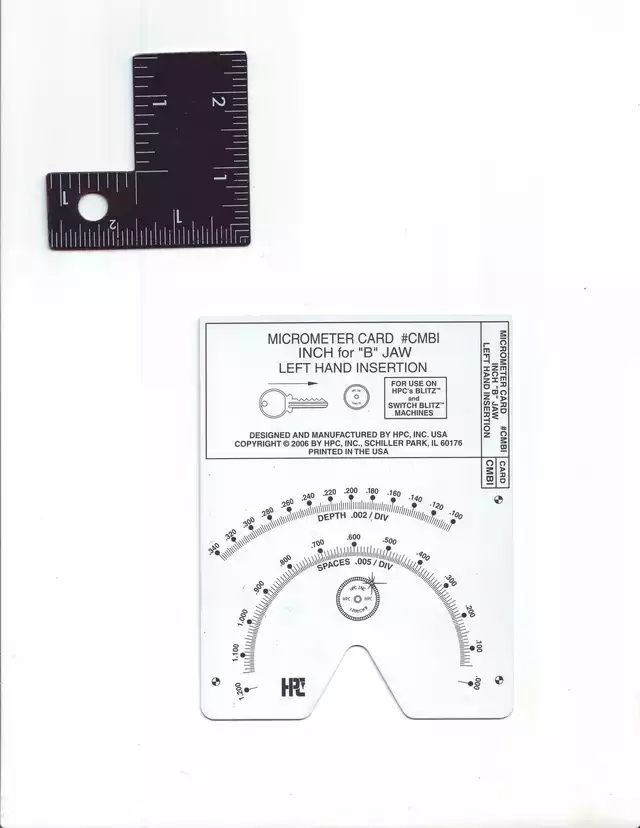 1
2
1
1
2
1
MICROMETER CARD #CMBI
INCH for "B" JAW
LEFT HAND INSERTION
FOR USE ON
HPC's BLITZ™
and
SWITCH BLITZ™
MACHINES
DESIGNED AND MANUFACTURED BY HPC, INC. USA
COPYRIGHT © 2006 BY HPC, INC., SCHILLER PARK, IL 60176
PRINTED IN THE USA
MICROMETER CARD #CMBI
INCH "B" JAW
LEFT HAND INSERTION
CARD
CMBI
.340 .320 .300 .280 .260 .240 .220 .200 .180 .160 .140 .120 .100
DEPTH .002 / DIV
1.200 1.100 1.000 .900 .800 .700 .600 .500 .400 .300 .200 .100 .000
SPACES .005 / DIV
HPC INC.
HPC HPC
HPC